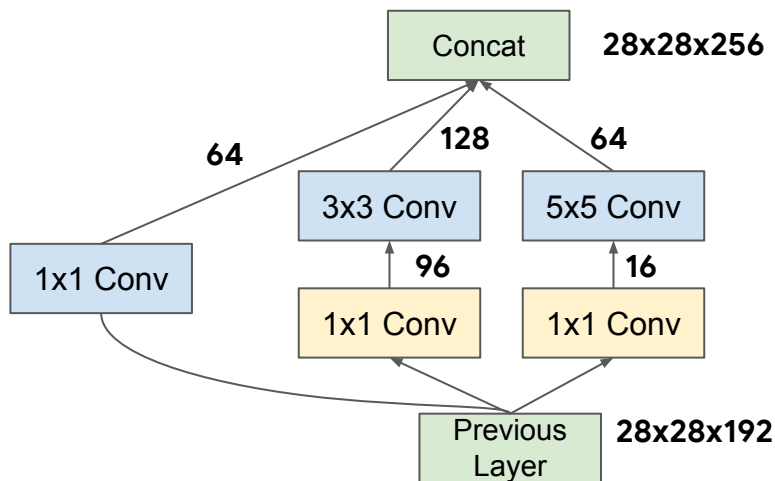 Concat
28x28x256
64
128
64
3x3 Conv
5x5 Conv
1x1 Conv
96
16
1x1 Conv
1x1 Conv
Previous
Layer
28x28x192